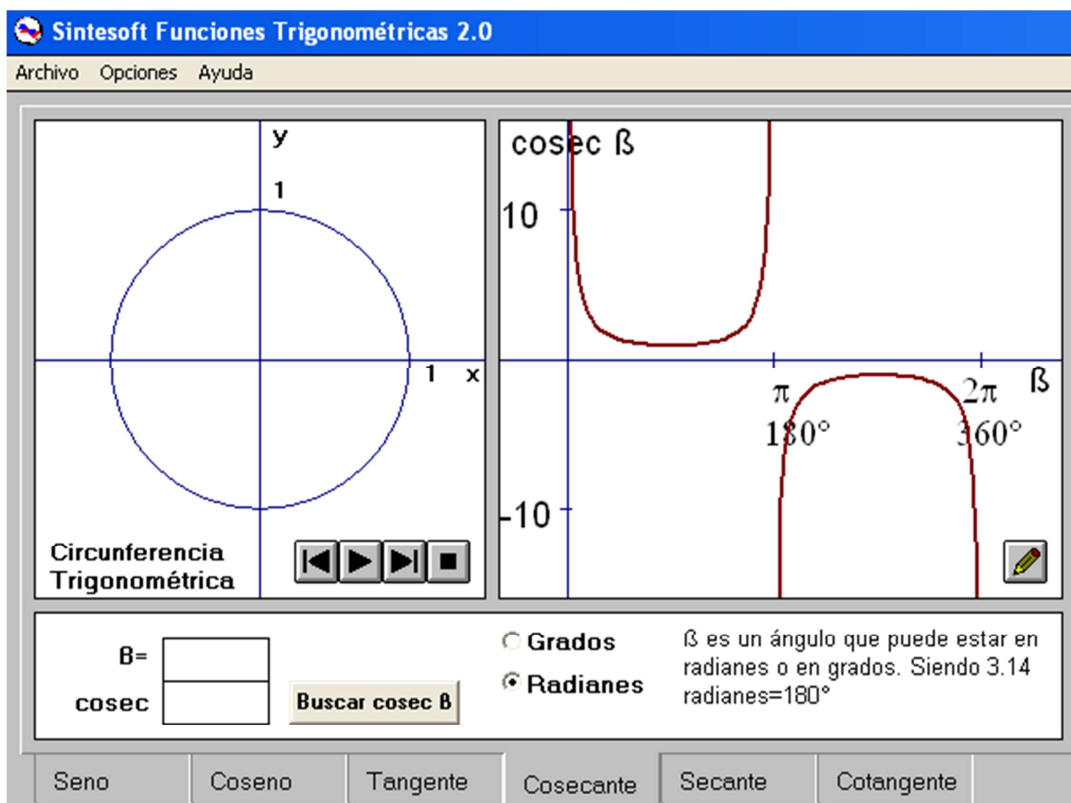 Sintesoft Funciones Trigonométricas 2.0
Archivo Opciones Ayuda
y
1
1 x
Circunferencia
Trigonométrica
cosec ß
10
π 2π ß
180° 360°
-10
ß=
cosec
Buscar cosec ß
Grados
Radianes
ß es un ángulo que puede estar en
radianes o en grados. Siendo 3.14
radianes=180°
Seno Coseno Tangente Cosecante Secante Cotangente